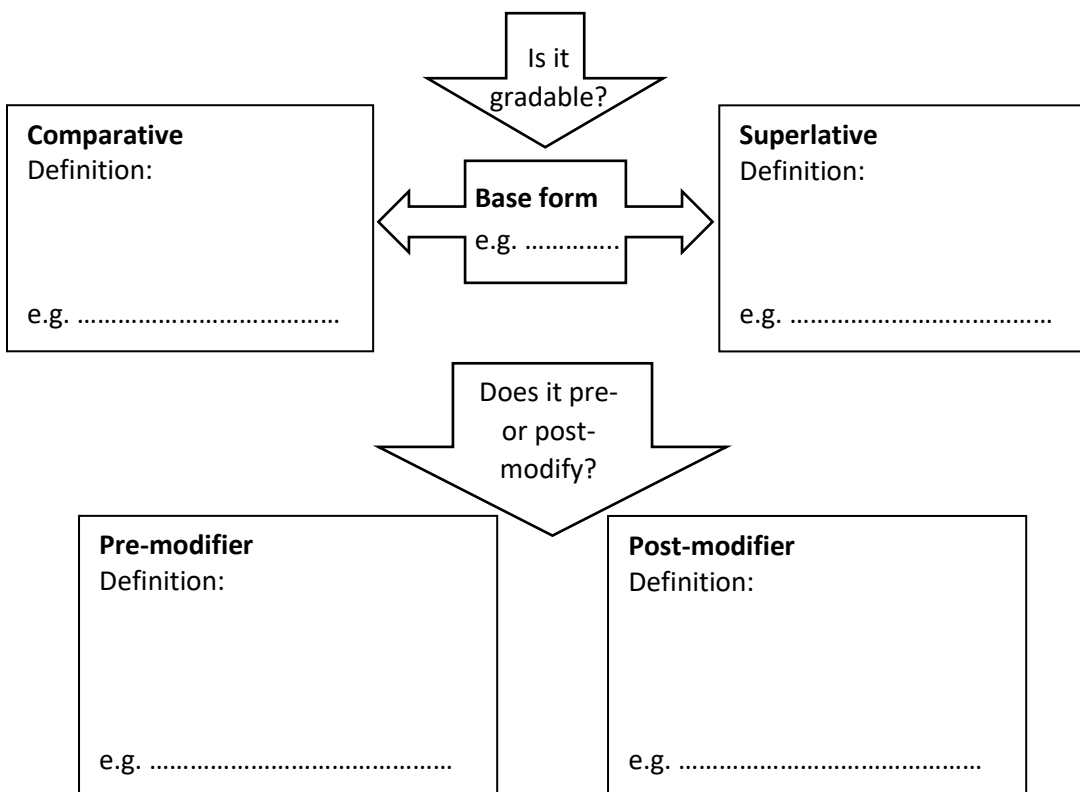 Is it
gradable?
Comparative
Definition:
e.g. …………………………………
Base form
e.g. …………..
Superlative
Definition:
e.g. …………………………………
Does it pre-
or post-
modify?
Pre-modifier
Definition:
e.g. ………………………………………
Post-modifier
Definition:
e.g. ………………………………………